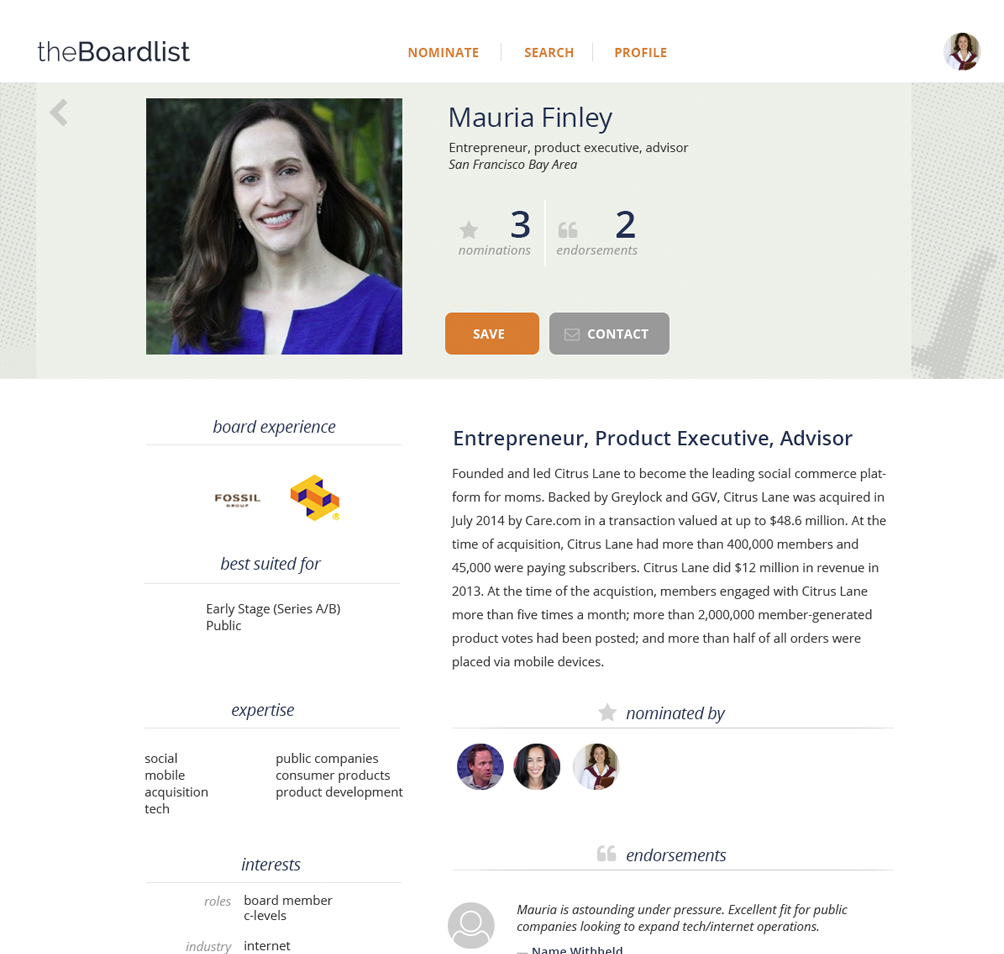 theBoardlist
NOMINATE
SEARCH
PROFILE
Mauria Finley
Entrepreneur, product executive, advisor
San Francisco Bay Area
3
nominations
2
endorsements
SAVE
CONTACT
board experience
FOSSIL
GROUP
®
best suited for
Early Stage (Series A/B)
Public
expertise
social
mobile
acquisition
tech
public companies
consumer products
product development
interests
roles
board member
c-levels
industry
internet
Entrepreneur, Product Executive, Advisor
Founded and led Citrus Lane to become the leading social commerce plat-
form for moms. Backed by Greylock and GGV, Citrus Lane was acquired in
July 2014 by Care.com in a transaction valued at up to $48.6 million. At the
time of acquisition, Citrus Lane had more than 400,000 members and
45,000 were paying subscribers. Citrus Lane did $12 million in revenue in
2013. At the time of the acquistion, members engaged with Citrus Lane
more than five times a month; more than 2,000,000 member-generated
product votes had been posted; and more than half of all orders were
placed via mobile devices.
nominated by
endorsements
Mauria is astounding under pressure. Excellent fit for public
companies looking to expand tech/internet operations.
— Name Withheld